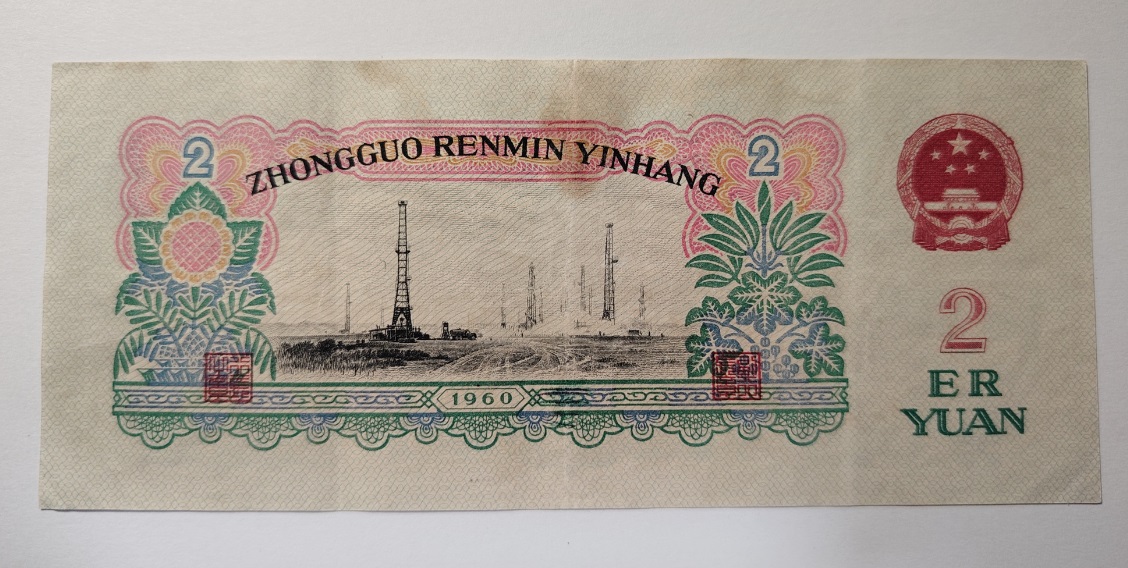 2
ZHONGGUO RENMIN YINHANG
2
1960
2
ER
YUAN